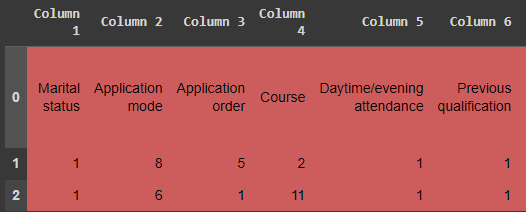 Column 1 Column 2 Column 3 Column 4 Column 5 Column 6
0 Marital status Application mode Application order Course Daytime/evening attendance Previous qualification
1 1 8 5 2 1 1
2 1 6 1 11 1 1